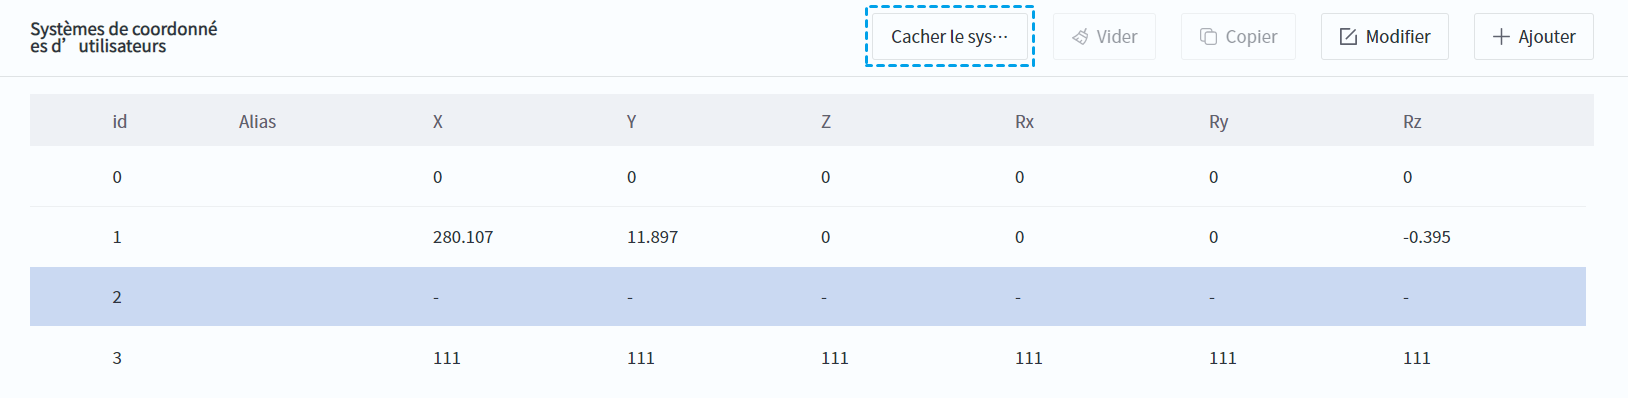 Systèmes de coordonné
es d’ utilisateurs
Cacher le sys··· Vider Copier Modifier Ajouter
id Alias X Y Z Rx Ry Rz
0 0 0 0 0 0 0
1 280.107 11.897 0 0 0 -0.395
2 - - - - - -
3 111 111 111 111 111 111